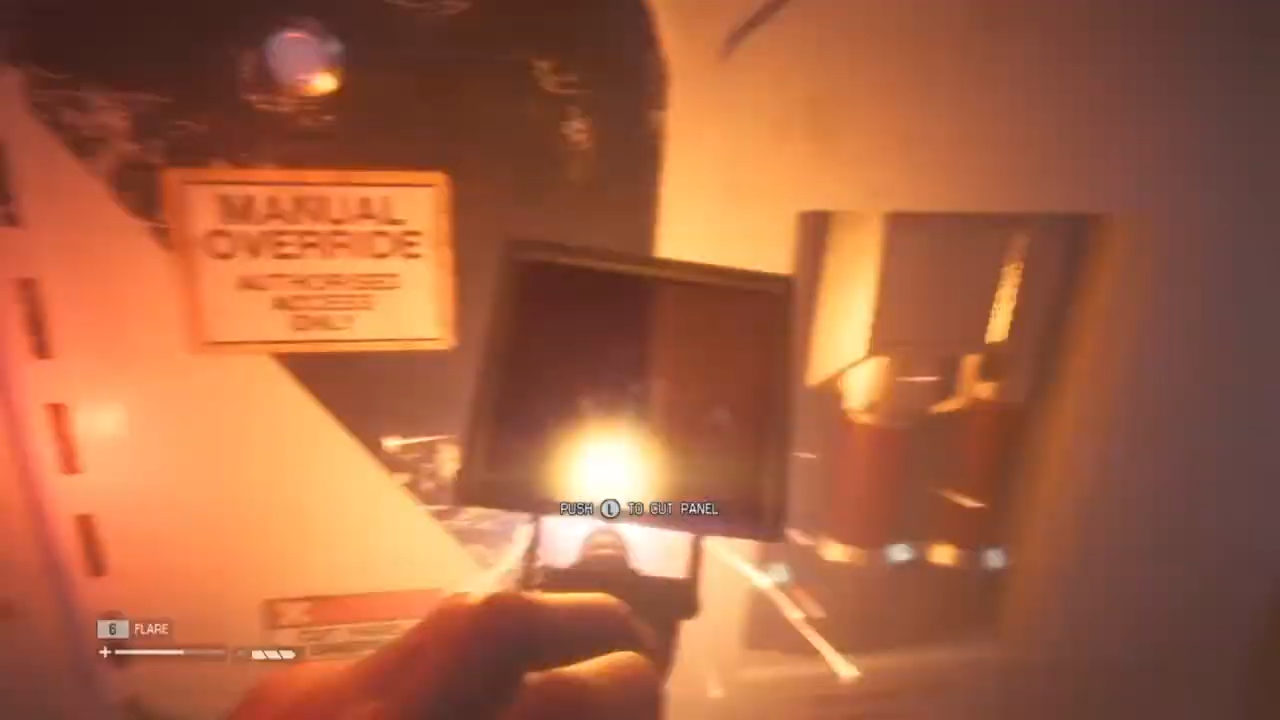 MANUAL
OVERRIDE
AUTHORISED
ACCESS
ONLY
PUSH L TO CUT PANEL
6 FLARE